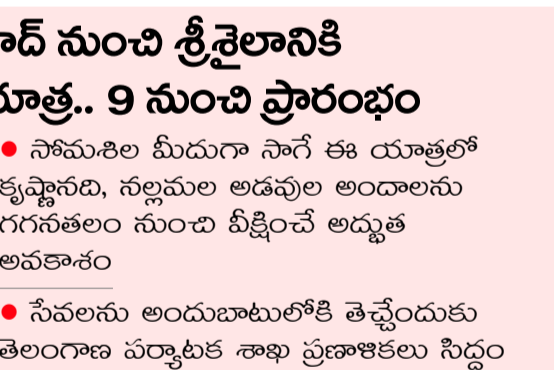 నుంచి శ్రీశైలానికి
9 నుంచి ప్రారంభం
• సోమశిల మీదుగా సాగే ఈ యాత్రలో
కృష్ణానది, నల్లమల అడవుల అందాలను
గగనతలం నుంచి వీక్షించే అద్భుత
అవకాశం
• సేవలను అందుబాటులోకి తెచ్చేందుకు
తెలంగాణ పర్యాటక శాఖ ప్రణాళికలు సిద్ధం